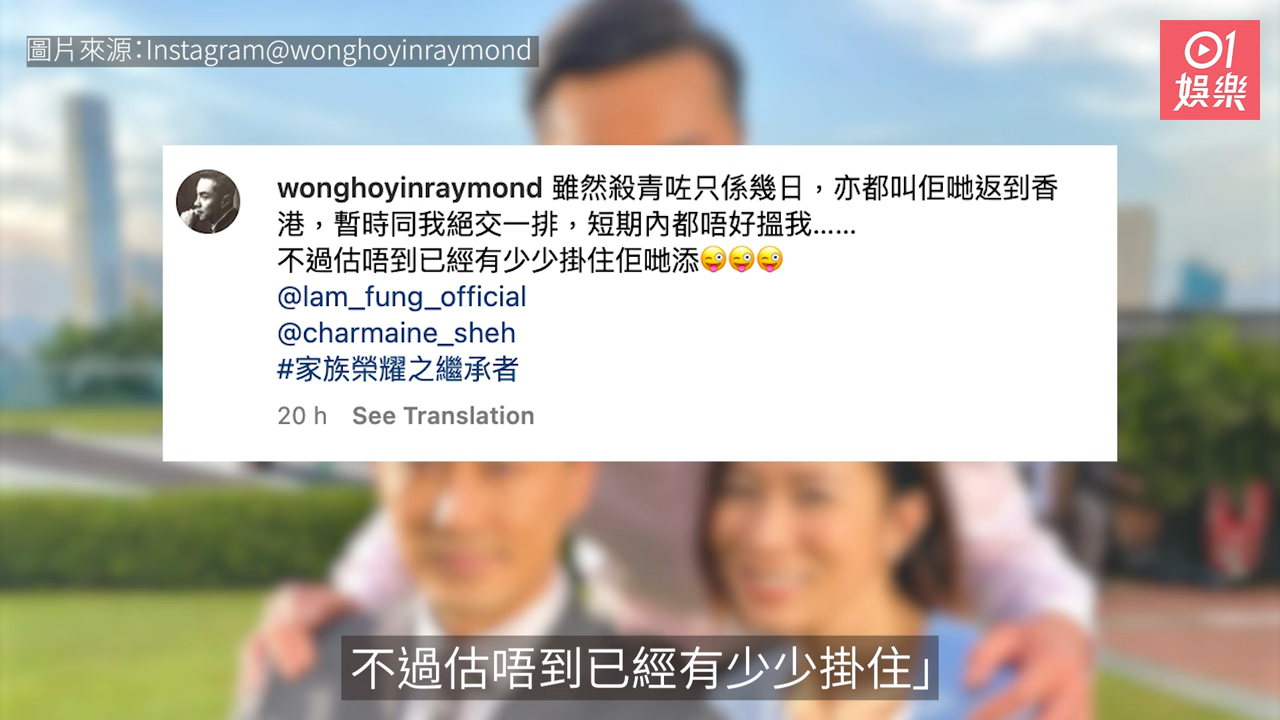 圖片來源：Instagram@wonghoyinraymond
01
娛樂
wonghoyinraymond 雖然殺青咗只係幾日，亦都叫佢哋返到香
港，暫時同我絕交一排，短期內都唔好搵我......
不過估唔到已經有少少掛住佢哋添😜😜😜
@lam_fung_official
@charmaine_sheh
#家族榮耀之繼承者
20 h See Translation
不過估唔到已經有少少掛住」